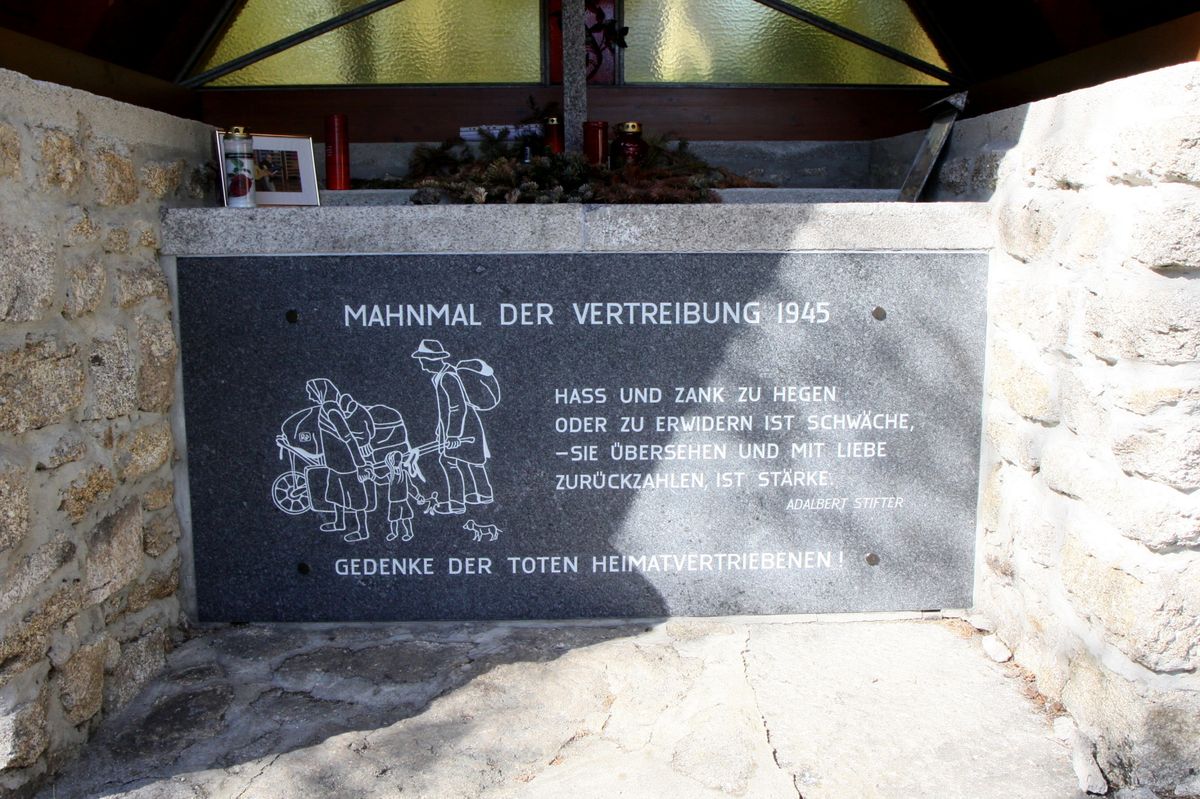 MAHNMAL DER VERTREIBUNG 1945
HASS UND ZANK ZU HEGEN
ODER ZU ERWIDERN IST SCHWÄCHE,
–SIE ÜBERSEHEN UND MIT LIEBE
ZURÜCKZAHLEN, IST STÄRKE.
ADALBERT STIFTER
GEDENKE DER TOTEN HEIMATVERTRIEBENEN!